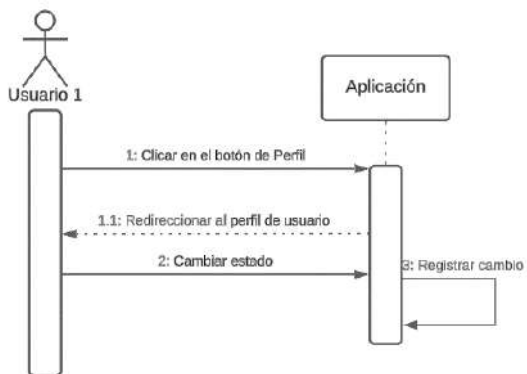 Usuario 1
Aplicación
1: Clicar en el botón de Perfil
1.1: Redireccionar al perfil de usuario
2: Cambiar estado
3: Registrar cambio